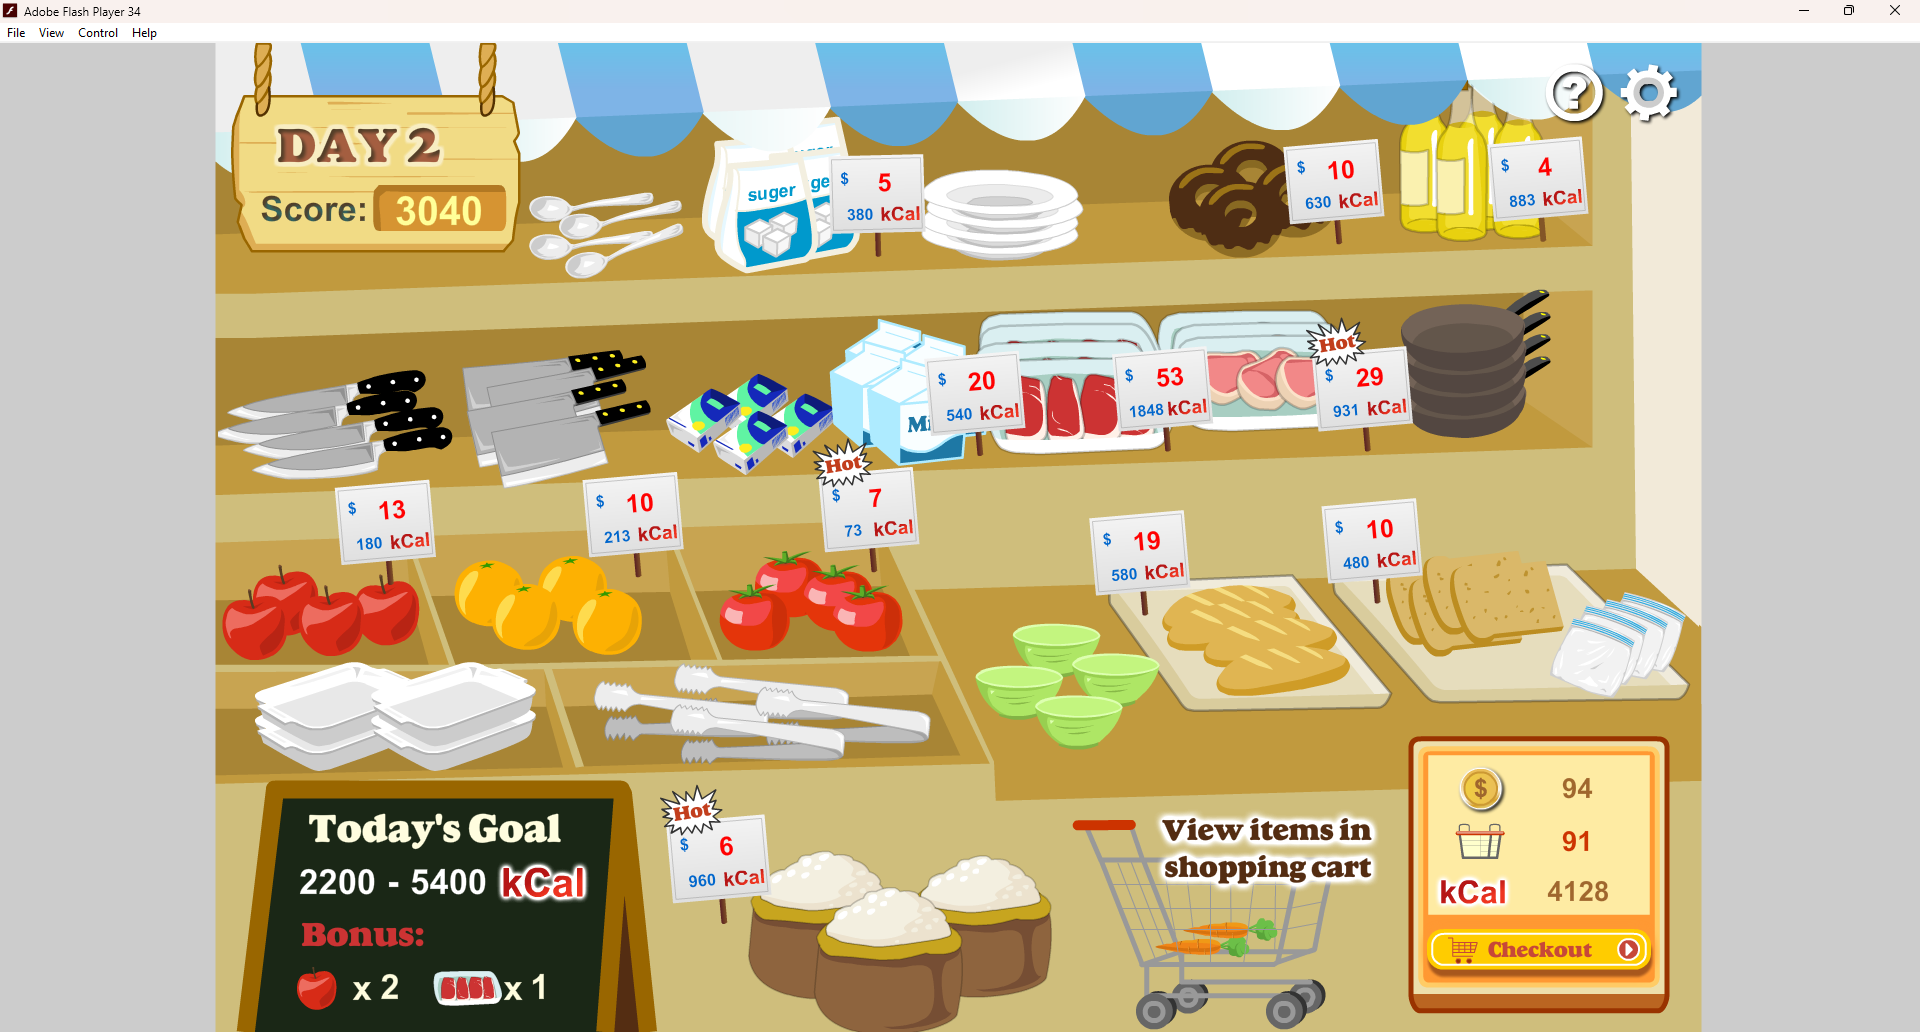 Adobe Flash Player 34
File View Control Help
DAY 2
Score: 3040
suger
$ 5
380 kCal
$ 10
630 kCal
$ 4
883 kCal
$ 20
540 kCal
$ 53
1848 kCal
Hot
$ 29
931 kCal
$ 13
180 kCal
$ 10
213 kCal
Hot
$ 7
73 kCal
$ 19
580 kCal
$ 10
480 kCal
Today's Goal
2200 - 5400 kCal
Bonus:
x 2 x 1
Hot
$ 6
960 kCal
View items in
shopping cart
$ 94
91
kCal 4128
Checkout